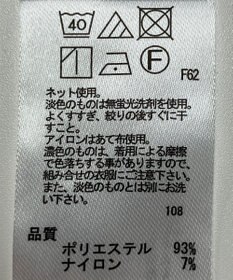 40
F
F62
ネット使用。
淡色のものは無蛍光洗剤を使用。
よくすすぎ、絞りの後すぐに干
すこと。
アイロンはあて布使用。
濃色のものは、着用による摩擦
で色落ちする事がありますので、
組み合せの衣服にご注意下さい。
また、淡色のものとは別にお洗
い下さい。
108
品質
ポリエステル 93%
ナイロン 7%